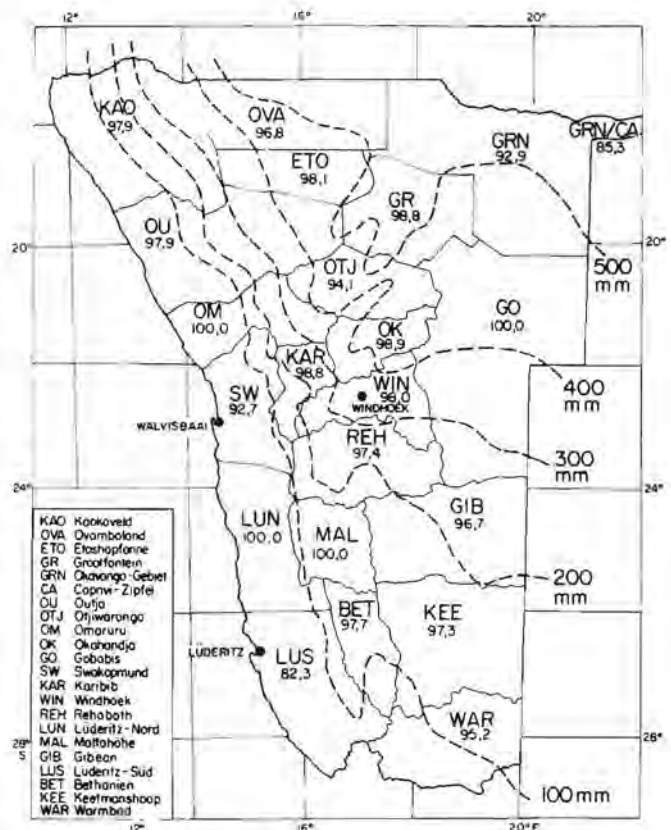 12° 15° 20°
KAO
97,9
OVA
96,8
GRN/CA
85,3
GRN
92,9
ETO
98,1
GR
98,8
OU
97,9
20° 20°
OTJ
94,1
500
mm
OM
100,0
OK
98,9
GO
100,0
KAR
98,8
400
mm
SW
92,7
WIN
98,0
WINDHOEK
WALVISBAAI
REH
97,4
300
mm
24° 24°
LUN
100,0
MAL
100,0
GIB
96,7
200
mm
BET
97,7
KEE
97,3
LÜDERITZ
LUS
82,3
WAR
95,2
28° 26°
S
100 mm
KAO Kaokoveld
OVA Ovamboland
ETO Etoshapfanne
GR Grootfontein
GRN Okavango-Gebiet
CA Caprivi-Zipfel
OU Outjo
OTJ Otjiwarongo
OM Omaruru
OK Okahandja
GO Gobabis
SW Swakopmund
KAR Karibib
WIN Windhoek
REH Rehoboth
LUN Lüderitz-Nord
MAL Maltahöhe
GIB Gibeon
LUS Lüderitz-Süd
BET Bethanien
KEE Keetmanshoop
WAR Warmbad
12° 16° 20°E